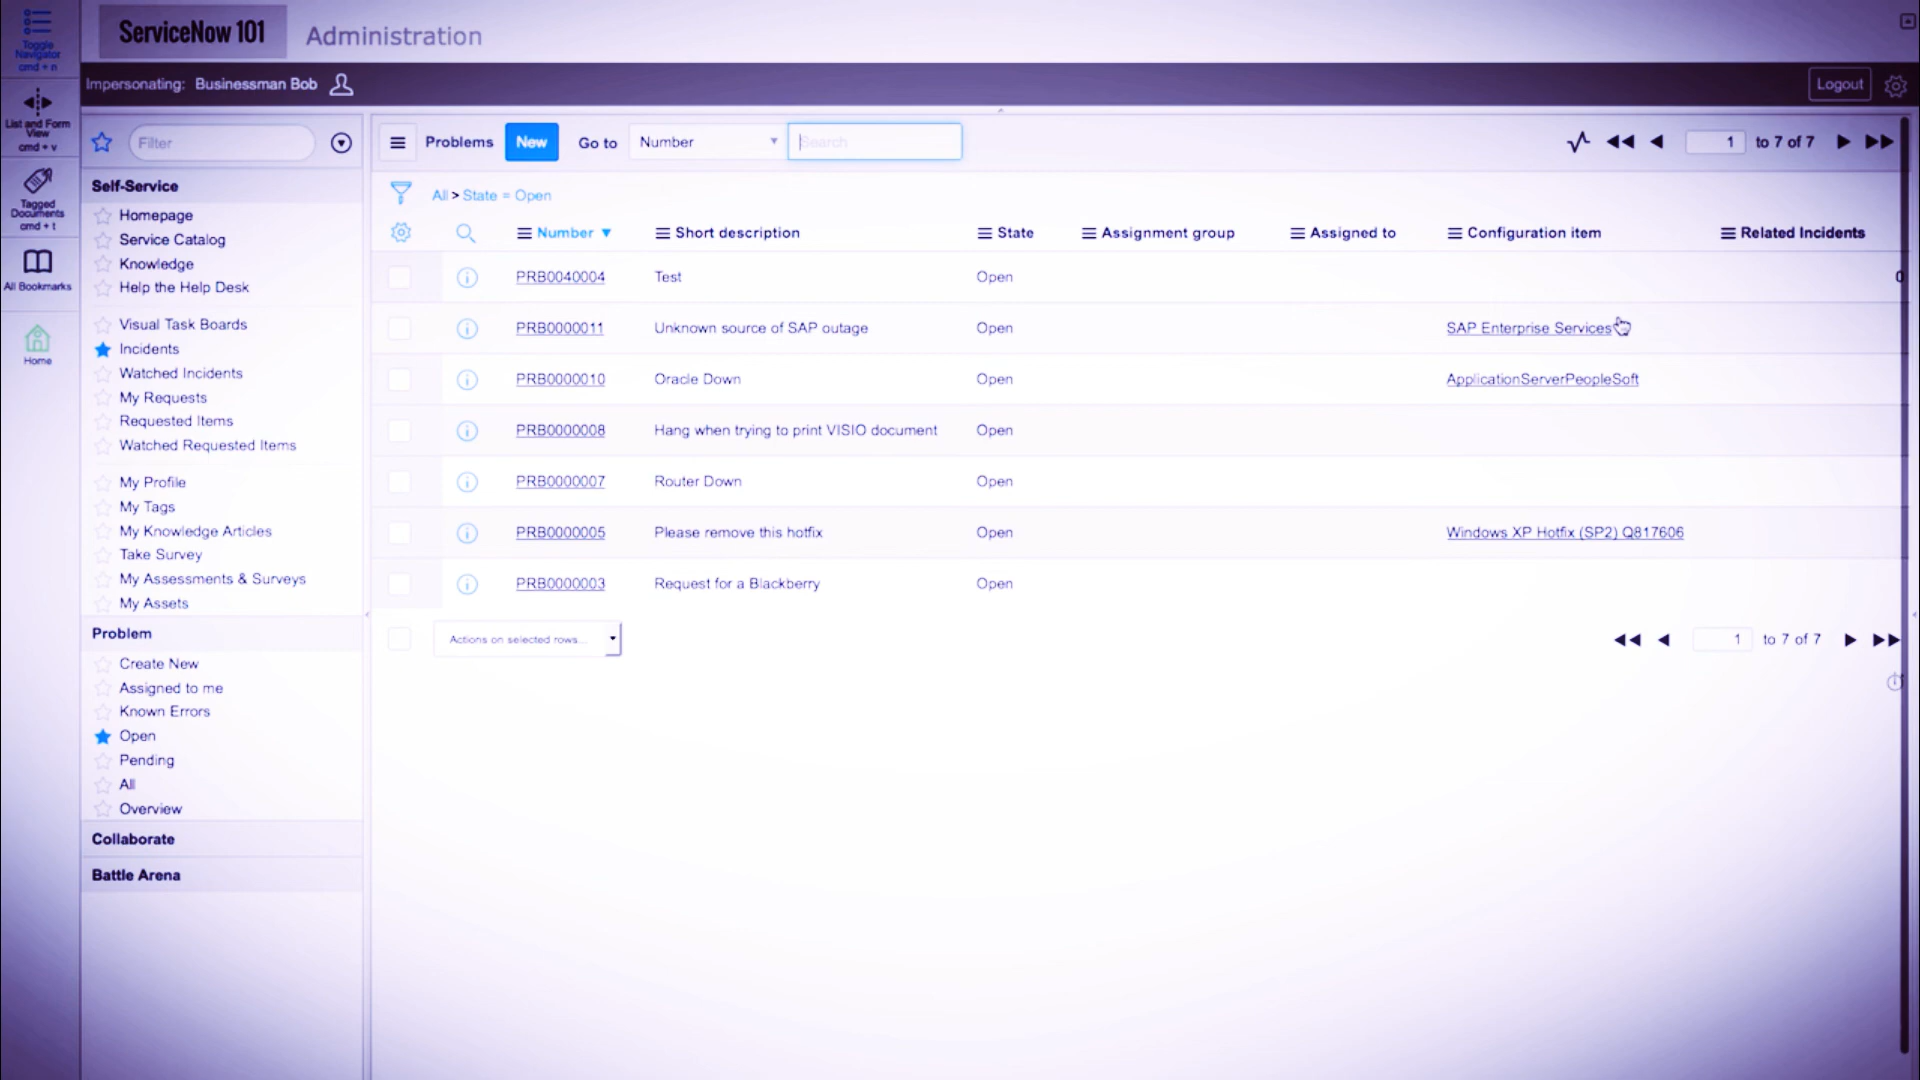 Toggle Navigator
cmd + n
List and Form View
cmd + v
Tagged Documents
cmd + t
All Bookmarks
Home
ServiceNow 101
Administration
Impersonating: Businessman Bob
Logout
Filter
Self-Service
Homepage
Service Catalog
Knowledge
Help the Help Desk
Visual Task Boards
Incidents
Watched Incidents
My Requests
Requested Items
Watched Requested Items
My Profile
My Tags
My Knowledge Articles
Take Survey
My Assessments & Surveys
My Assets
Problem
Create New
Assigned to me
Known Errors
Open
Pending
All
Overview
Collaborate
Battle Arena
Problems New Go to Number Search 1 to 7 of 7
All > State = Open
Number Short description State Assignment group Assigned to Configuration item Related Incidents
PRB0040004 Test Open 0
PRB0000011 Unknown source of SAP outage Open SAP Enterprise Services
PRB0000010 Oracle Down Open ApplicationServerPeopleSoft
PRB0000008 Hang when trying to print VISIO document Open
PRB0000007 Router Down Open
PRB0000005 Please remove this hotfix Open Windows XP Hotfix (SP2) Q817606
PRB0000003 Request for a Blackberry Open
Actions on selected rows... 1 to 7 of 7